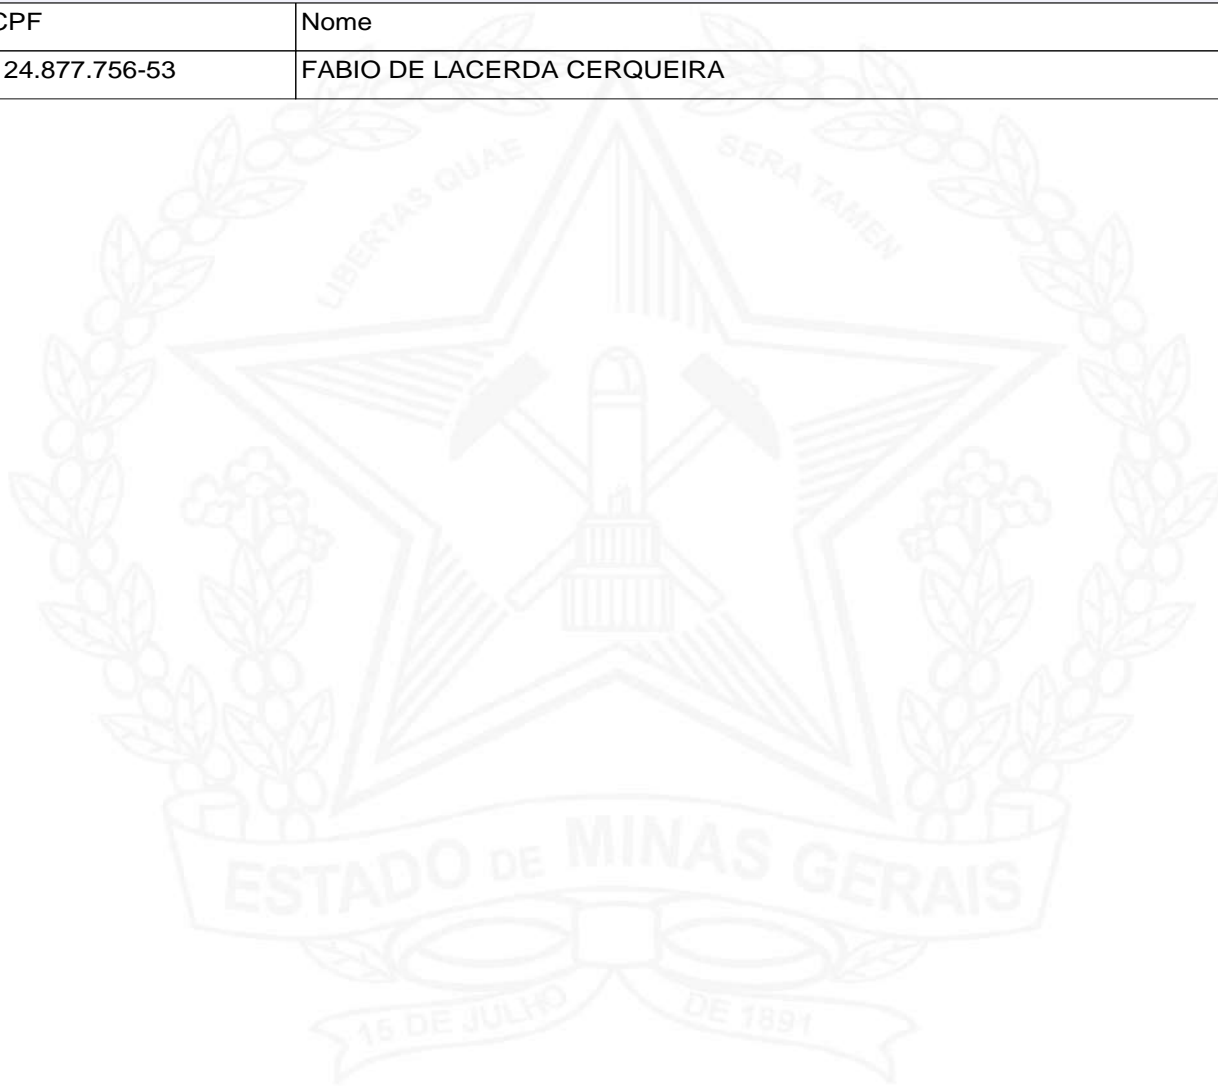 CPF Nome
24.877.756-53 FABIO DE LACERDA CERQUEIRA
LIBERTAS QUAE SERA TAMEN
ESTADO DE MINAS GERAIS
15 DE JULHO DE 1891